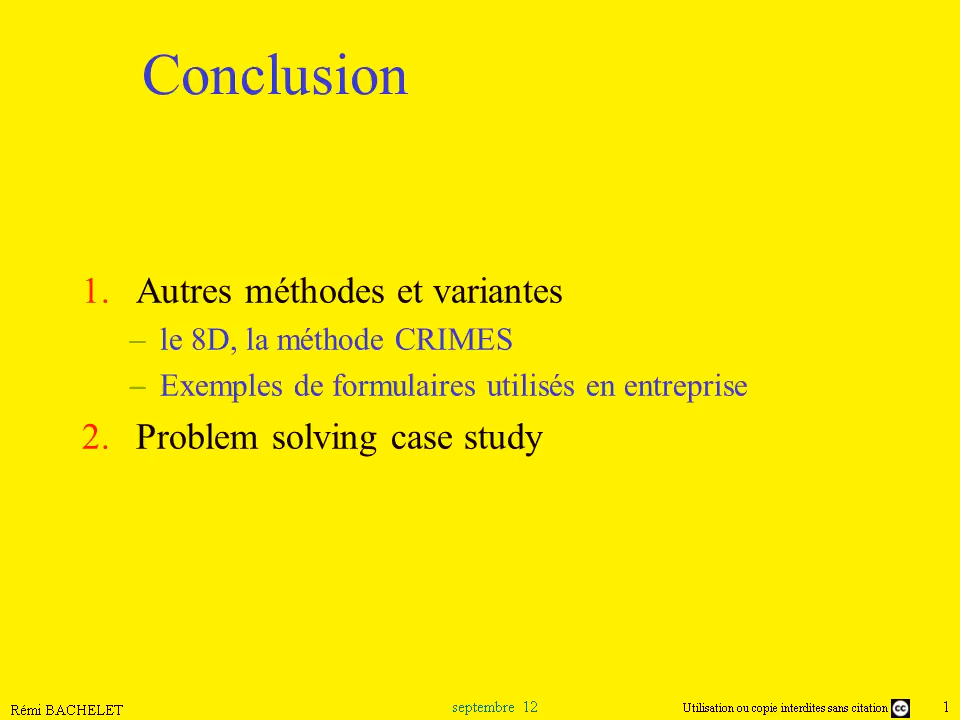 Conclusion
1. Autres méthodes et variantes
– le 8D, la méthode CRIMES
– Exemples de formulaires utilisés en entreprise
2. Problem solving case study
Rémi BACHELET
septembre 12
Utilisation ou copie interdites sans citation cc
1